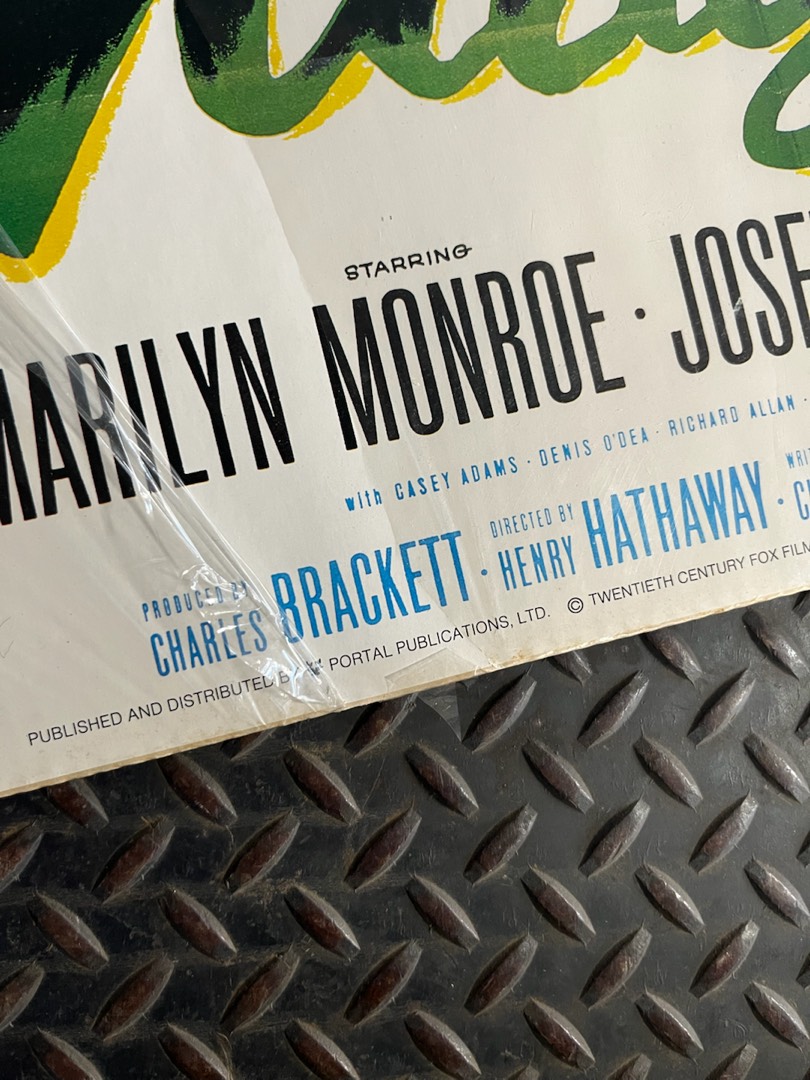 STARRING
MARILYN MONROE · JOSE
with CASEY ADAMS · DENIS O'DEA · RICHARD ALLAN ·
PRODUCED BY CHARLES BRACKETT · DIRECTED BY HENRY HATHAWAY ·
PUBLISHED AND DISTRIBUTED BY PORTAL PUBLICATIONS, LTD. © TWENTIETH CENTURY FOX FILM